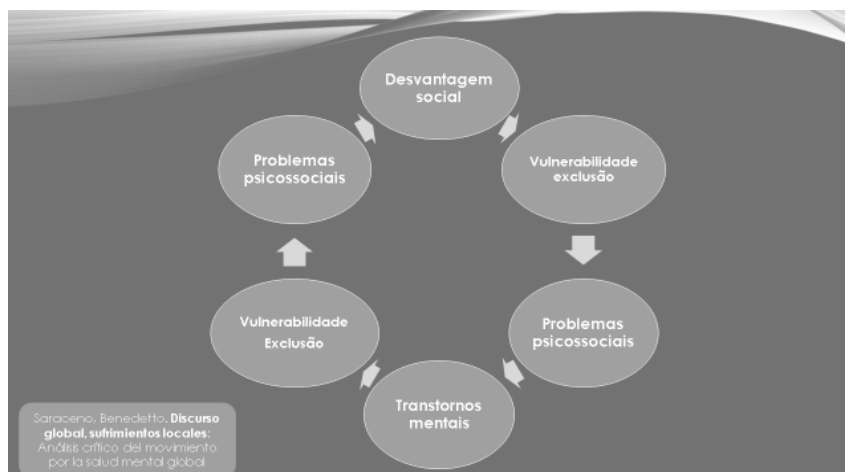 Desvantagem
social
Vulnerabilidade
exclusão
Problemas
psicossociais
Transtornos
mentais
Vulnerabilidade
Exclusão
Problemas
psicossociais
Saraceno, Benedetto. Discurso
global, sufrimientos locales:
Análisis crítico del movimiento
por la salud mental global